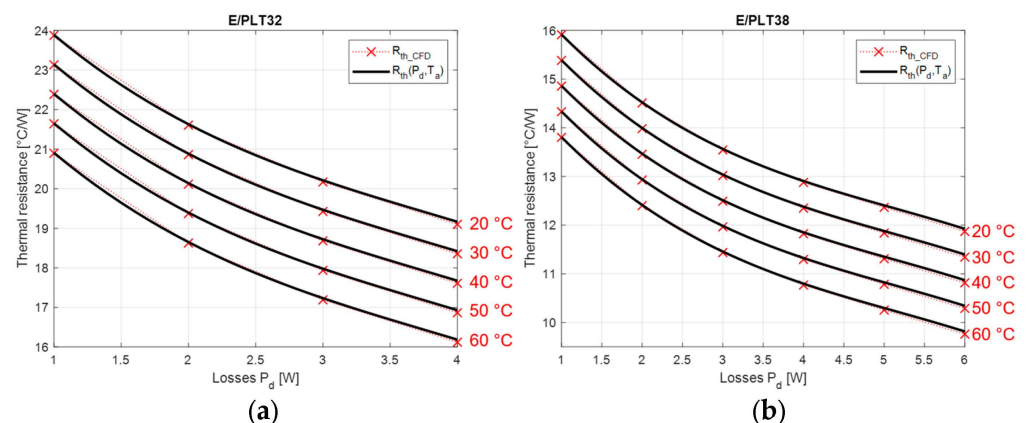 E/PLT32
24
23
22
21
20
19
18
17
16
Thermal resistance [°C/W]
R_th_CFD
R_th(P_d,T_a)
20 °C
30 °C
40 °C
50 °C
60 °C
1 1.5 2 2.5 3 3.5 4
Losses P_d [W]
(a)
E/PLT38
16
15
14
13
12
11
10
Thermal resistance [°C/W]
R_th_CFD
R_th(P_d,T_a)
20 °C
30 °C
40 °C
50 °C
60 °C
1 1.5 2 2.5 3 3.5 4 4.5 5 5.5 6
Losses P_d [W]
(b)